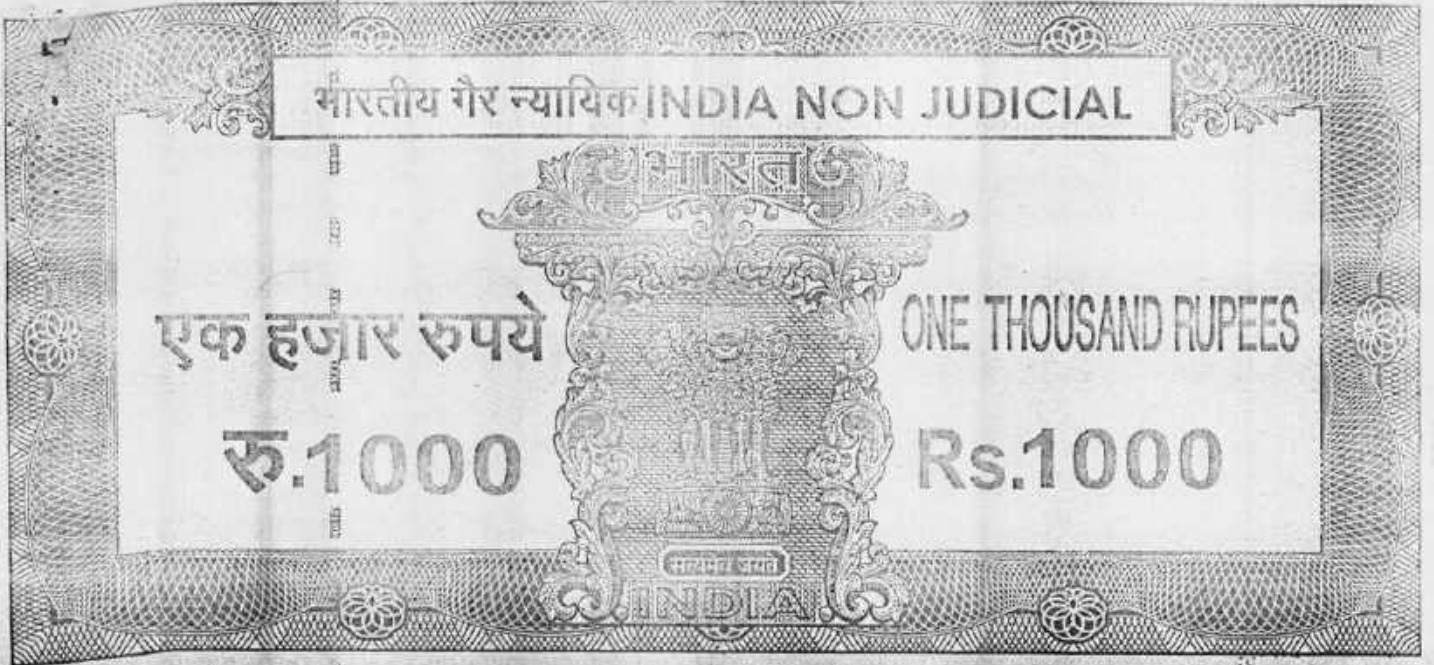 भारतीय गैर न्यायिक INDIA NON JUDICIAL
भारत
एक हजार रुपये
ONE THOUSAND RUPEES
रु.1000
Rs.1000
सत्यमेव जयते
INDIA